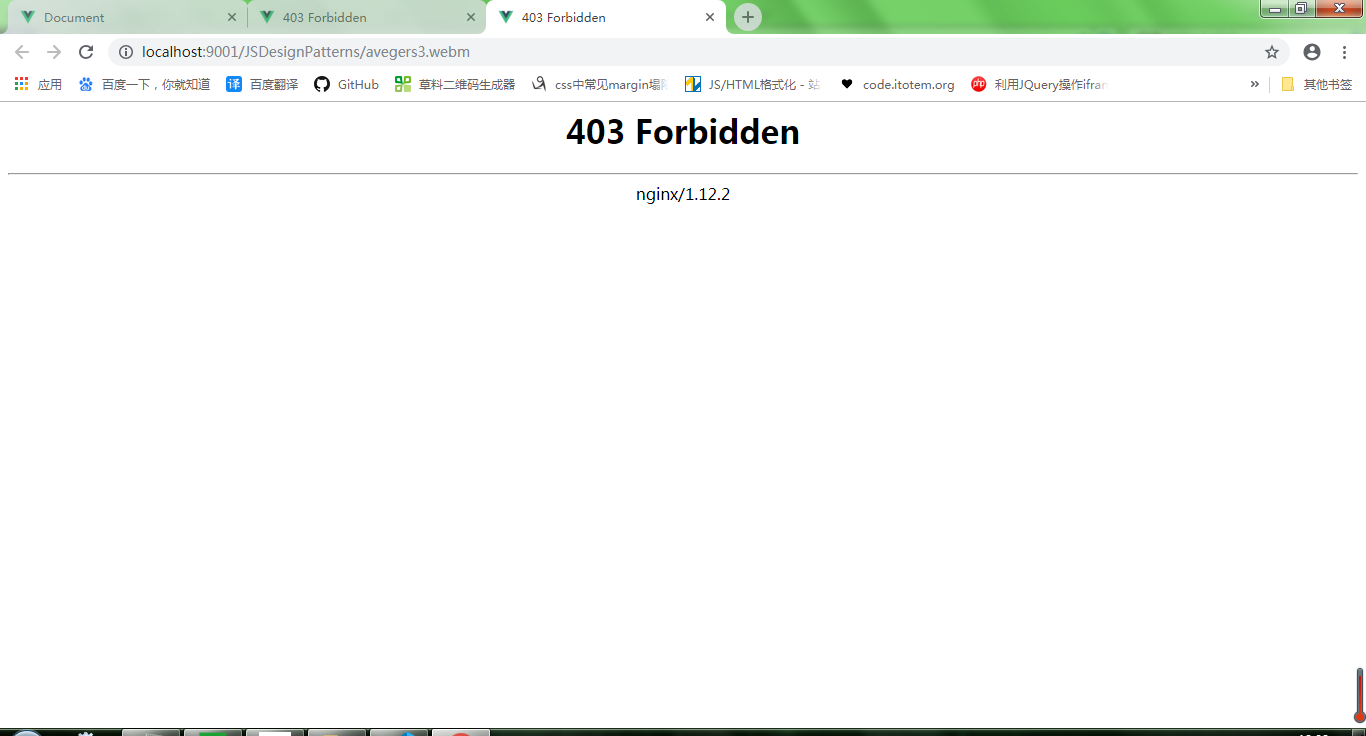 Document
403 Forbidden
403 Forbidden
localhost:9001/JSDesignPatterns/avegers3.webm
应用
百度一下，你就知道
译
百度翻译
GitHub
草料二维码生成器
css中常见margin塌
JS/HTML格式化 - 站
code.itotem.org
php
利用JQuery操作ifran
»
其他书签
403 Forbidden
nginx/1.12.2